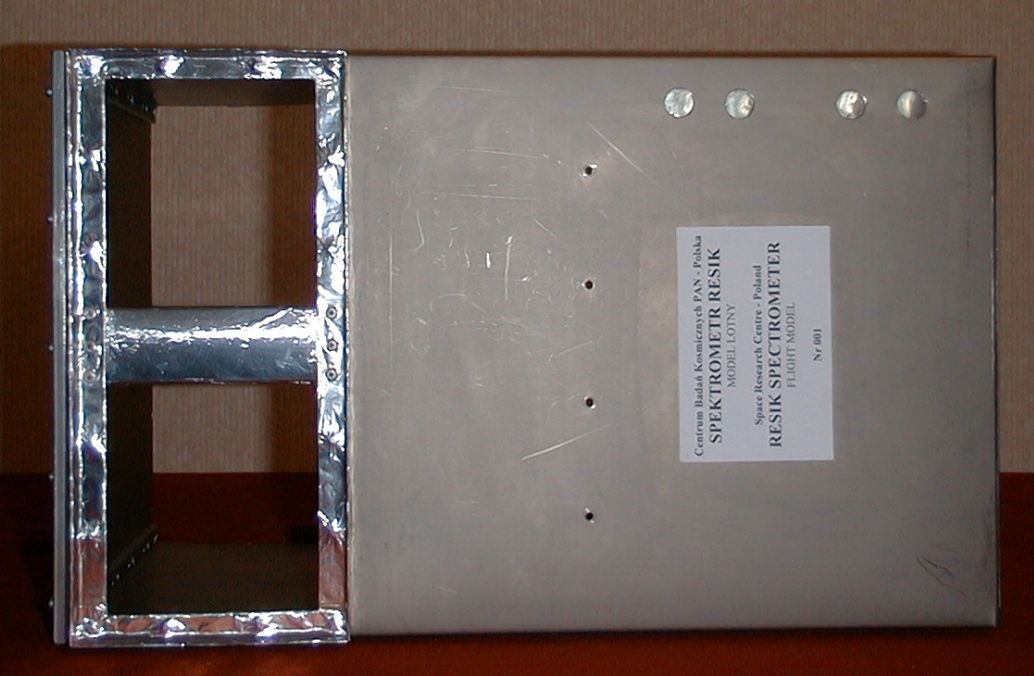 Centrum Badań Kosmicznych PAN - Polska
SPEKTROMETR RESIK
MODEL LOTNY
Space Research Centre - Poland
RESIK SPECTROMETER
FLIGHT MODEL
Nr 001